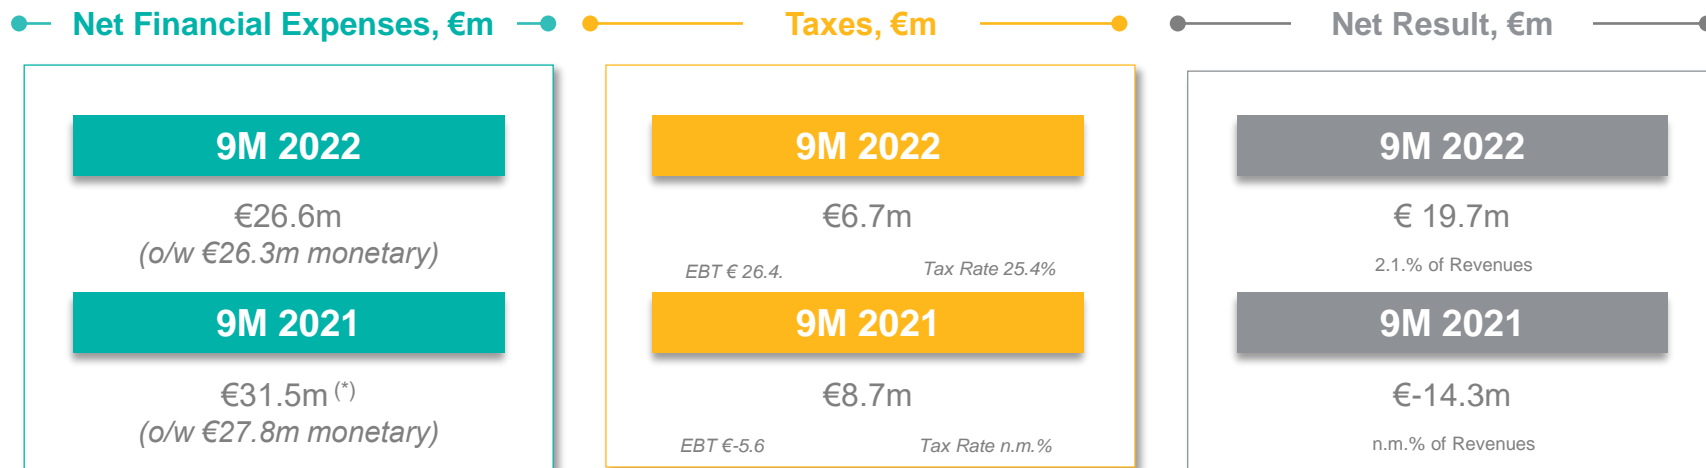 Net Financial Expenses, €m
9M 2022
€26.6m
(o/w €26.3m monetary)
9M 2021
€31.5m (*)
(o/w €27.8m monetary)
Taxes, €m
9M 2022
€6.7m
EBT € 26.4. Tax Rate 25.4%
9M 2021
€8.7m
EBT €-5.6 Tax Rate n.m.%
Net Result, €m
9M 2022
€ 19.7m
2.1.% of Revenues
9M 2021
€-14.3m
n.m.% of Revenues